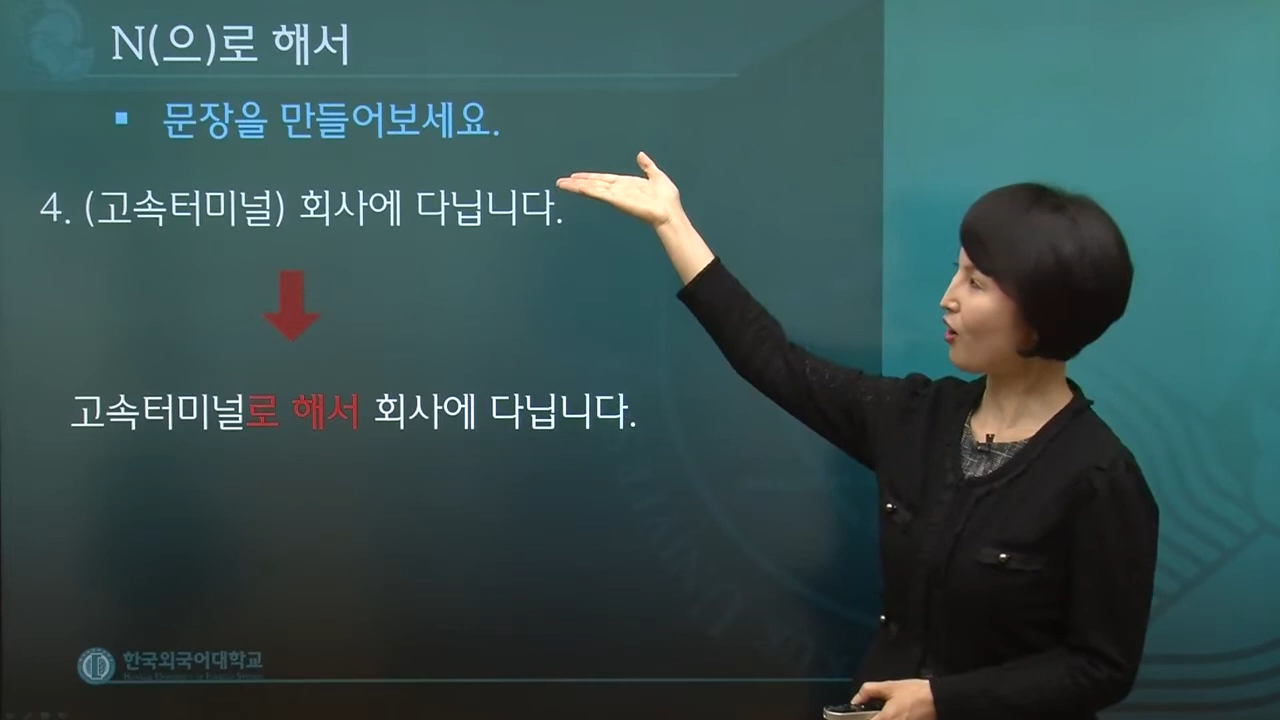 N(으)로 해서
▪ 문장을 만들어보세요.
4. (고속터미널) 회사에 다닙니다.
고속터미널로 해서 회사에 다닙니다.
한국외국어대학교